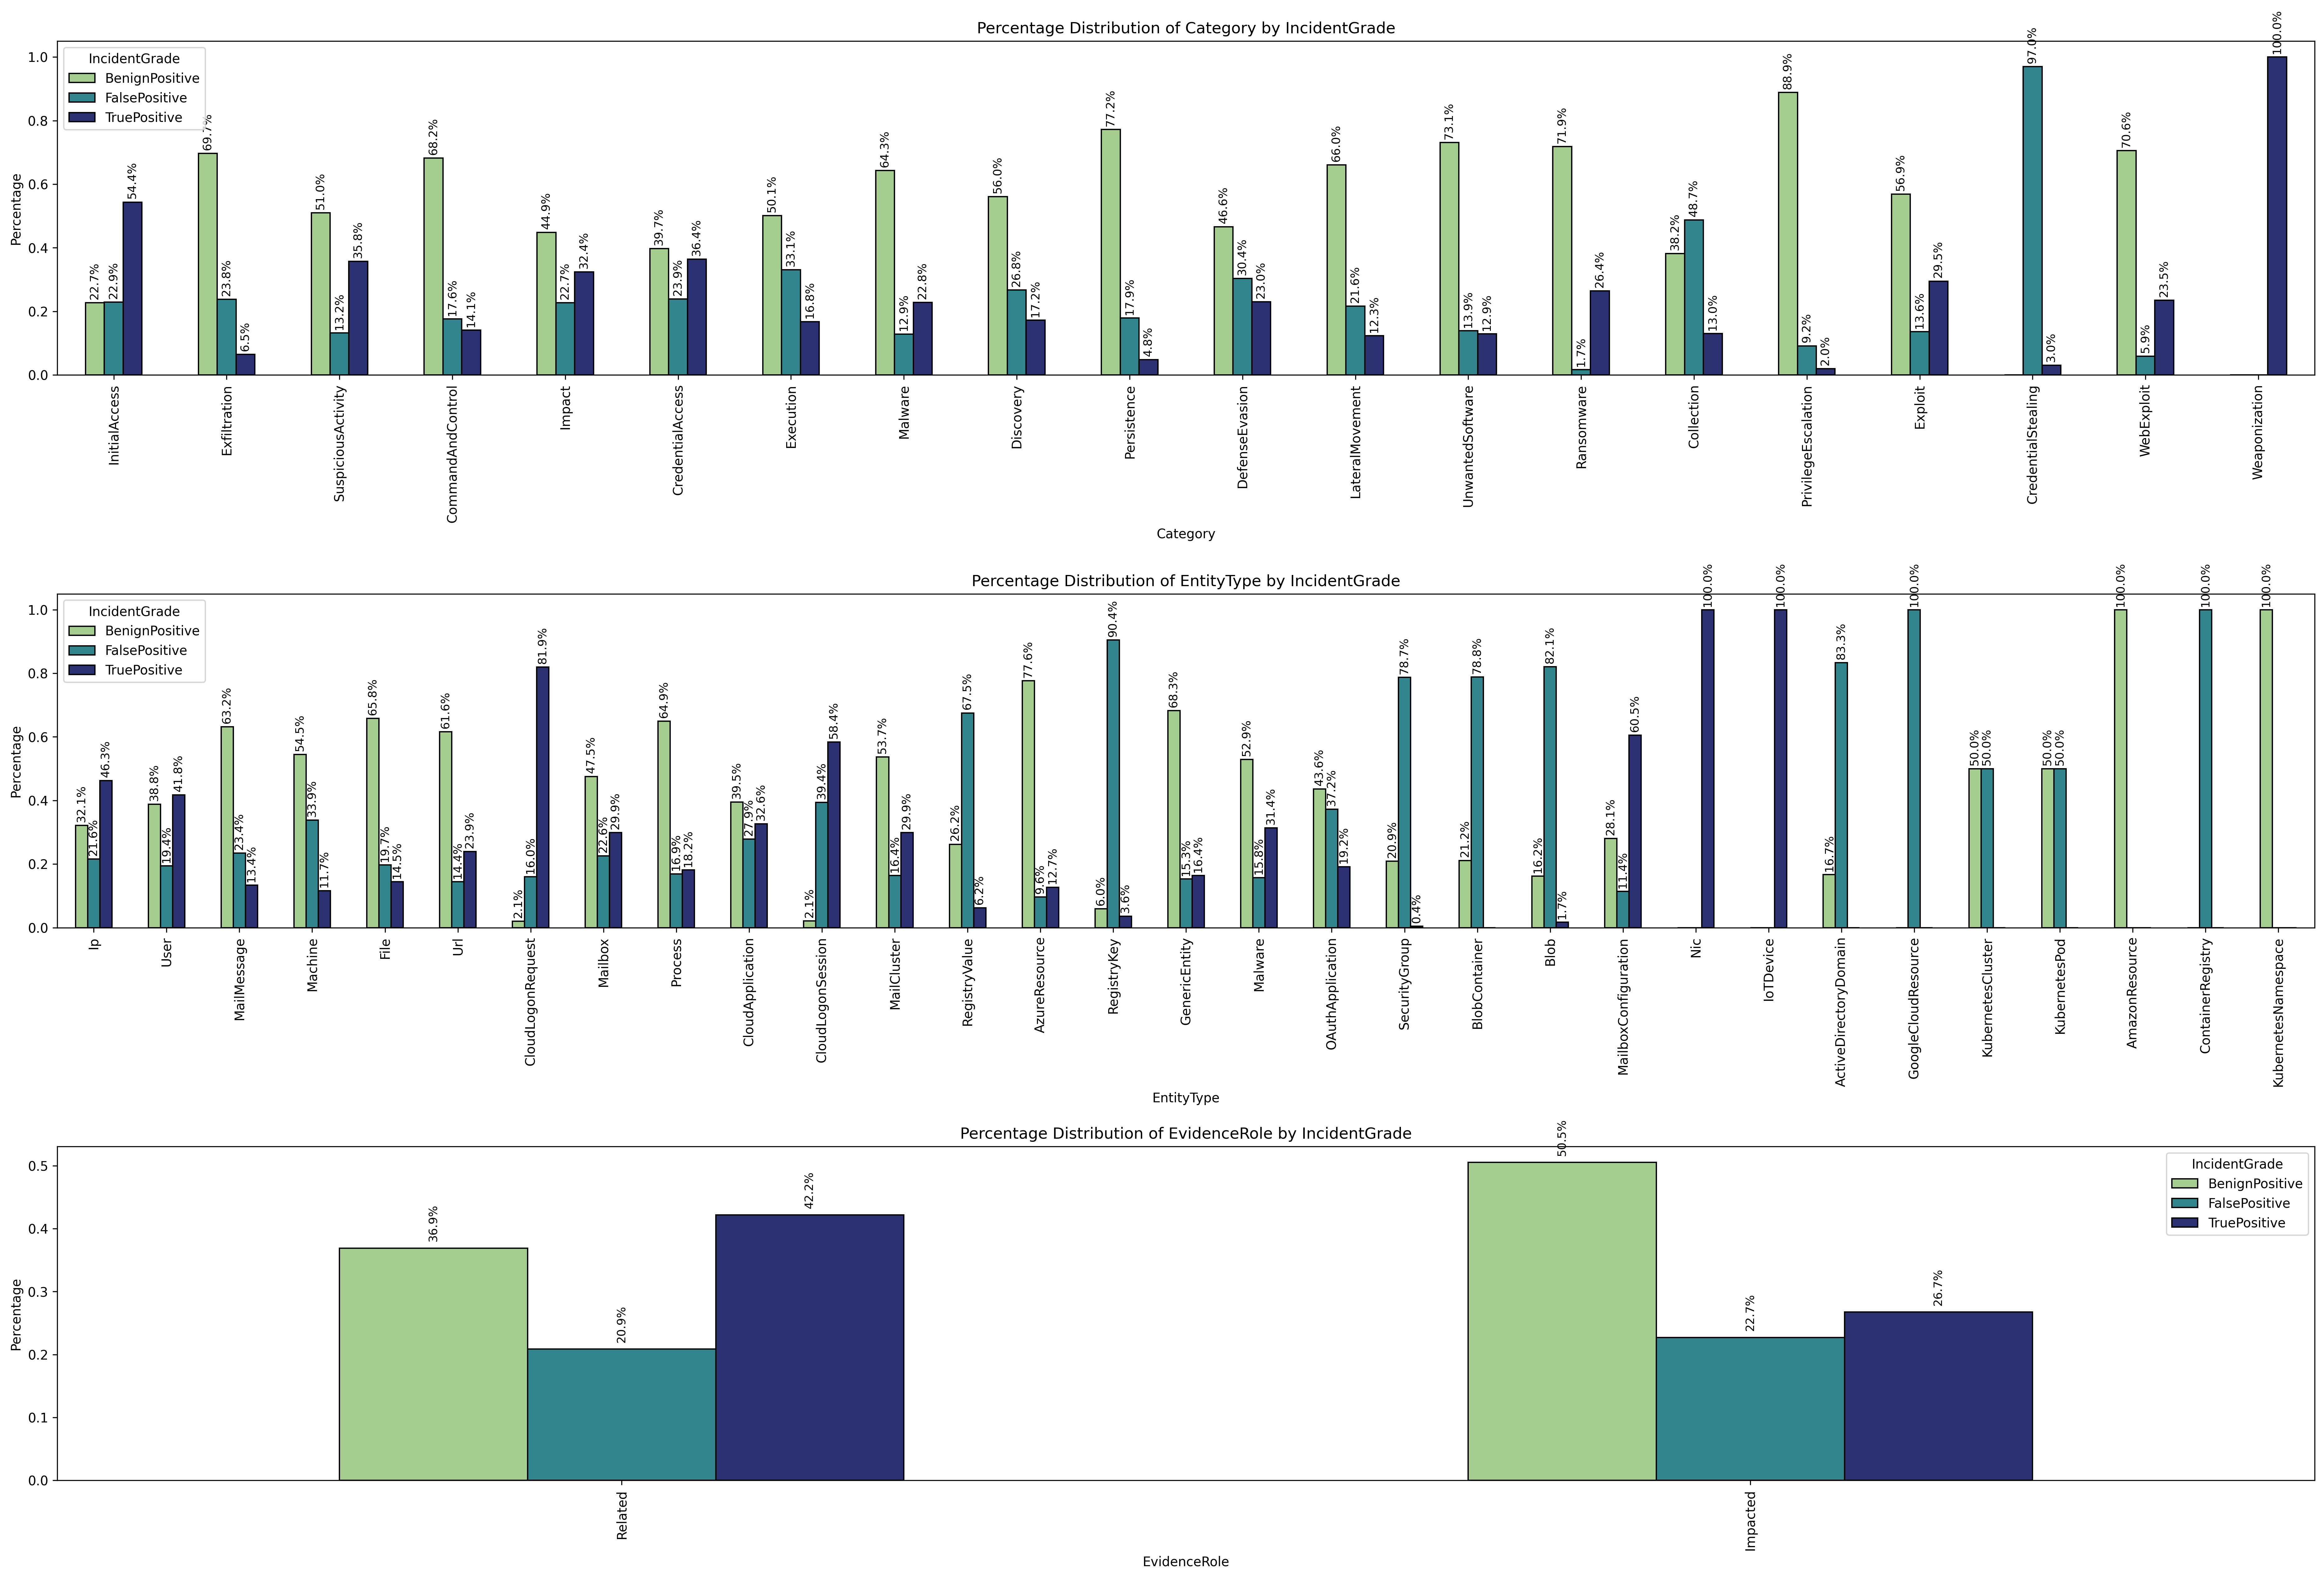 Percentage Distribution of Category by IncidentGrade
IncidentGrade
BenignPositive
FalsePositive
TruePositive
Percentage
1.0
0.8
0.6
0.4
0.2
0.0
22.7% 22.9% 54.4%
69.7% 23.8% 6.5%
51.0% 13.2% 35.8%
68.2% 17.6% 14.1%
44.9% 22.7% 32.4%
39.7% 23.9% 36.4%
50.1% 33.1% 16.8%
64.3% 12.9% 22.8%
56.0% 26.8% 17.2%
77.2% 17.9% 4.8%
46.6% 30.4% 23.0%
66.0% 21.6% 12.3%
73.1% 13.9% 12.9%
71.9% 1.7% 26.4%
38.2% 48.7% 13.0%
88.9% 9.2% 2.0%
56.9% 13.6% 29.5%
97.0% 3.0%
70.6% 5.9% 23.5%
100.0%
InitialAccess
Exfiltration
SuspiciousActivity
CommandAndControl
Impact
CredentialAccess
Execution
Malware
Discovery
Persistence
DefenseEvasion
LateralMovement
UnwantedSoftware
Ransomware
Collection
PrivilegeEscalation
Exploit
CredentialStealing
WebExploit
Weaponization
Category
Percentage Distribution of EntityType by IncidentGrade
IncidentGrade
BenignPositive
FalsePositive
TruePositive
Percentage
1.0
0.8
0.6
0.4
0.2
0.0
32.1% 21.6% 46.3%
38.8% 19.4% 41.8%
63.2% 23.4% 13.4%
54.5% 33.9% 11.7%
65.8% 19.7% 14.5%
61.6% 14.4% 23.9%
2.1% 16.0% 81.9%
47.5% 22.6% 29.9%
64.9% 16.9% 18.2%
39.5% 27.9% 32.6%
2.1% 39.4% 58.4%
53.7% 16.4% 29.9%
26.2% 67.5% 6.2%
77.6% 9.6% 12.7%
6.0% 90.4% 3.6%
68.3% 15.3% 16.4%
52.9% 15.8% 31.4%
43.6% 37.2% 19.2%
20.9% 78.7% 0.4%
21.2% 78.8%
16.2% 82.1% 1.7%
28.1% 11.4% 60.5%
100.0%
100.0%
16.7% 83.3%
100.0%
50.0% 50.0%
50.0% 50.0%
100.0%
100.0%
100.0%
Ip
User
MailMessage
Machine
File
Url
CloudLogonRequest
Mailbox
Process
CloudApplication
CloudLogonSession
MailCluster
RegistryValue
AzureResource
RegistryKey
GenericEntity
Malware
OAuthApplication
SecurityGroup
BlobContainer
Blob
MailboxConfiguration
Nic
IoTDevice
ActiveDirectoryDomain
GoogleCloudResource
KubernetesCluster
KubernetesPod
AmazonResource
ContainerRegistry
KubernetesNamespace
EntityType
Percentage Distribution of EvidenceRole by IncidentGrade
IncidentGrade
BenignPositive
FalsePositive
TruePositive
Percentage
0.5
0.4
0.3
0.2
0.1
0.0
36.9% 20.9% 42.2%
50.5% 22.7% 26.7%
Related
Impacted
EvidenceRole